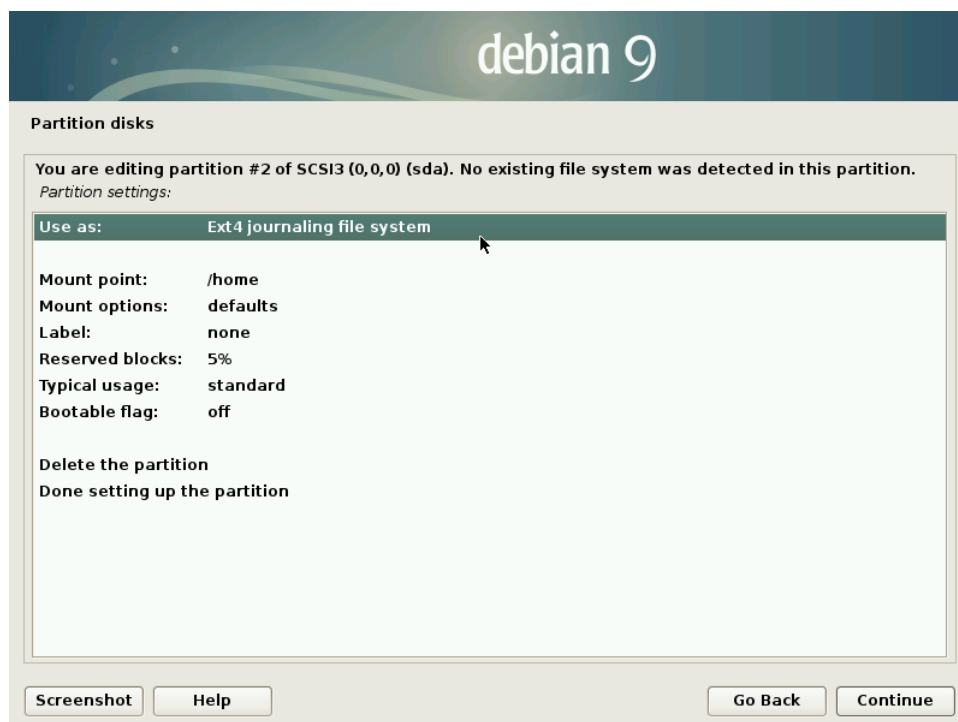 debian 9
Partition disks
You are editing partition #2 of SCSI3 (0,0,0) (sda). No existing file system was detected in this partition.
Partition settings:
Use as: Ext4 journaling file system
Mount point: /home
Mount options: defaults
Label: none
Reserved blocks: 5%
Typical usage: standard
Bootable flag: off
Delete the partition
Done setting up the partition
Screenshot Help Go Back Continue